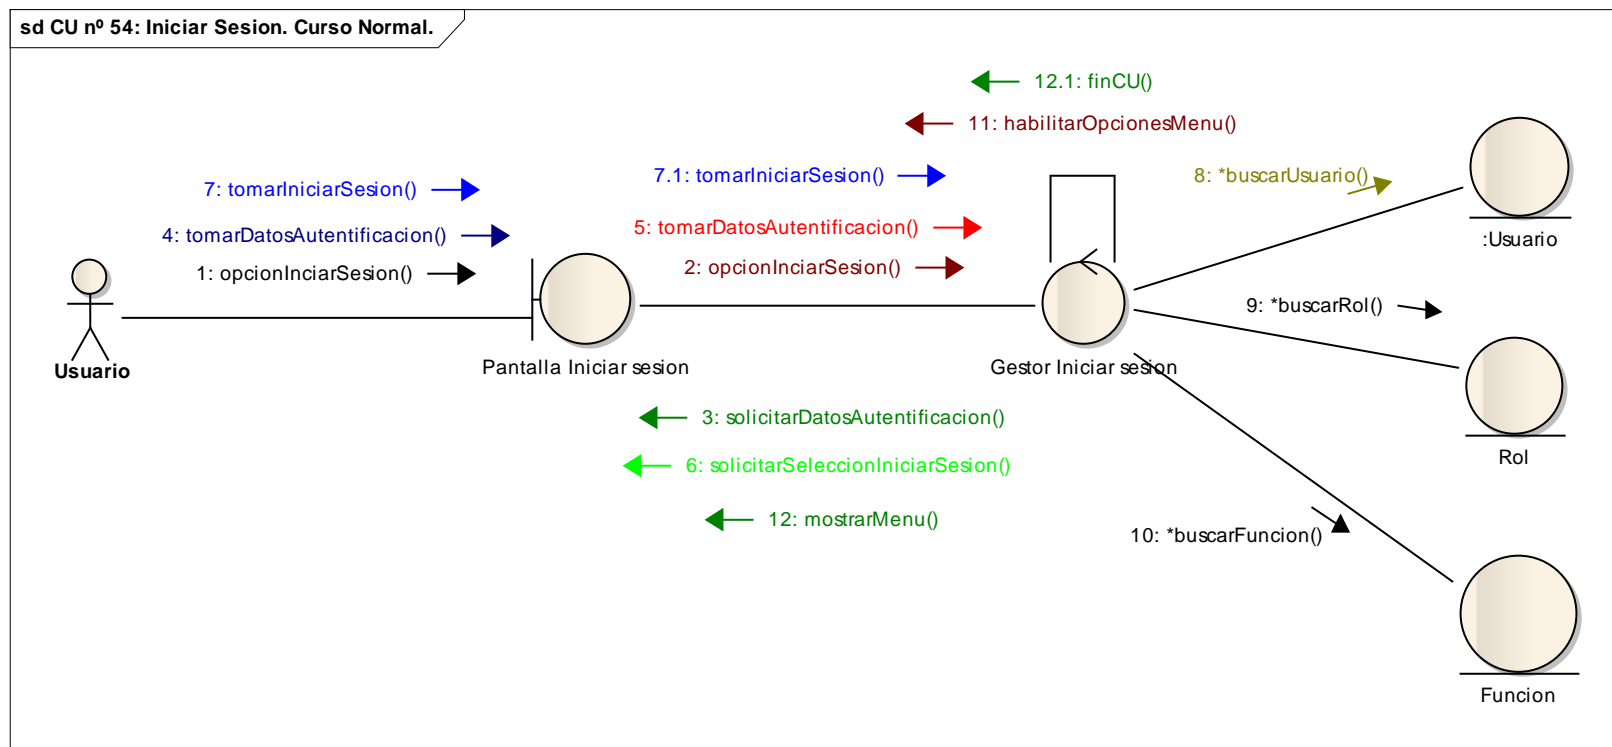 sd CU nº 54: Iniciar Sesion. Curso Normal.
12.1: finCU()
11: habilitarOpcionesMenu()
7: tomarIniciarSesion()
7.1: tomarIniciarSesion()
8: *buscarUsuario()
4: tomarDatosAutentificacion()
5: tomarDatosAutentificacion()
:Usuario
1: opcionInciarSesion()
2: opcionInciarSesion()
9: *buscarRol()
Usuario
Pantalla Iniciar sesion
Gestor Iniciar sesion
3: solicitarDatosAutentificacion()
Rol
6: solicitarSeleccionIniciarSesion()
12: mostrarMenu()
10: *buscarFuncion()
Funcion